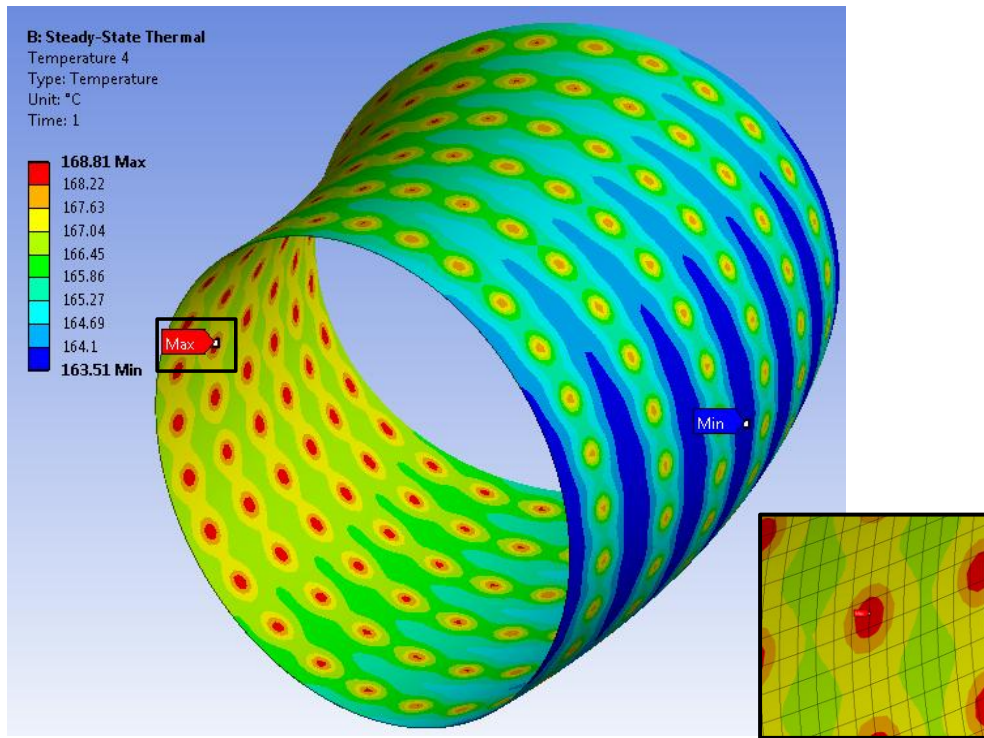 B: Steady-State Thermal
Temperature 4
Type: Temperature
Unit: °C
Time: 1
168.81 Max
168.22
167.63
167.04
166.45
165.86
165.27
164.69
164.1
163.51 Min
Max
Min